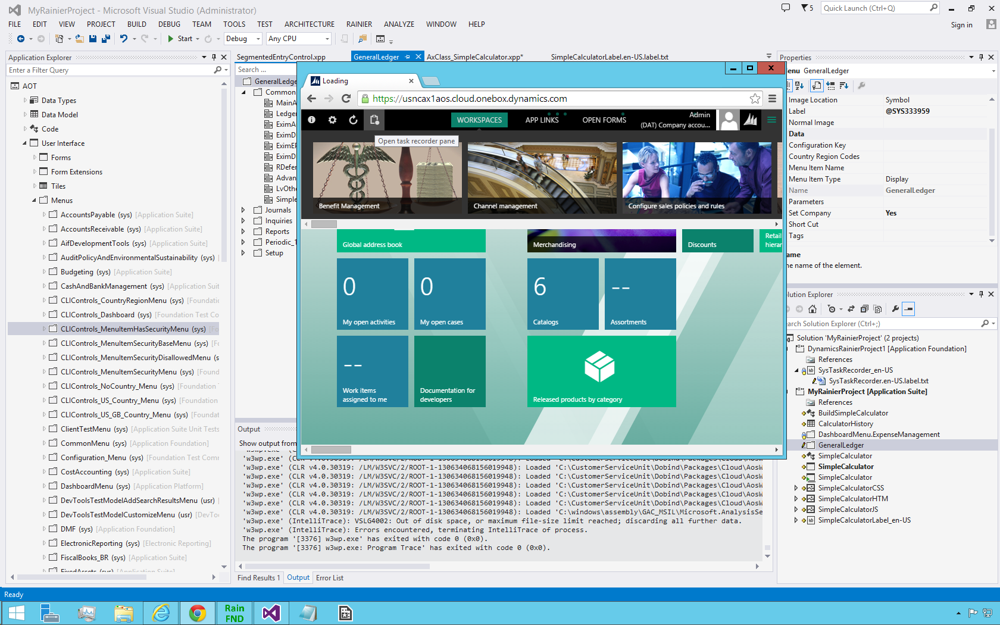 MyRainierProject - Microsoft Visual Studio (Administrator)
5
Quick Launch (Ctrl+Q)
FILE EDIT VIEW PROJECT BUILD DEBUG TEAM TOOLS TEST ARCHITECTURE RAINIER ANALYZE WINDOW HELP
Sign in
Start Debug Any CPU
Application Explorer
Enter a Filter Query
AOT
Data Types
Data Model
Code
User Interface
Forms
Form Extensions
Tiles
Menus
AccountsPayable (sys) [Application Suite]
AccountsReceivable (sys) [Application Suite]
AifDevelopmentTools (sys) [Application Suite]
AuditPolicyAndEnvironmentalSustainability (sys)
Budgeting (sys) [Application Suite]
CashAndBankManagement (sys) [Application Suit
CLIControls_CountryRegionMenu (sys) [Foundatic
CLIControls_Dashboard (sys) [Foundation Test Co
CLIControls_MenuItemHasSecurityMenu (sys) [Fo
CLIControls_MenuItemSecurityBaseMenu (sys) [Fc
CLIControls_MenuItemSecurityDisallowedMenu (s
CLIControls_MenuItemSecurityMenu (sys) [Found
CLIControls_NoCountry_Menu (sys) [Foundation T
CLIControls_US_Country_Menu (sys) [Foundation
CLIControls_US_GB_Country_Menu (sys) [Foundat
ClientTestMenu (sys) [Application Suite Unit Tests
CommonMenu (sys) [Application Foundation]
Configuration_Menu (sys) [Foundation Test Comr
CostAccounting (sys) [Application Suite]
DashboardMenu (sys) [Application Platform]
DevToolsTestModelAddSearchResultsMenu (usr) [
DevToolsTestModelCustomizeMenu (usr) [DevToc
DMF (sys) [Application Foundation]
ElectronicReporting (sys) [Electronic Reporting]
FiscalBooks_BR (sys) [Application Suite]
FixedAssets (sys) [Application Suite]
SegmentedEntryControl.xpp GeneralLedger AxClass_SimpleCalculator.xpp* SimpleCalculatorLabel.en-US.label.txt
Search ...
GeneralLedge
Common
MainA
Ledger
EximA
EximD
EximEF
EximD
RDefer
Advan
LvOthe
Simple
Journals
Inquiries
Reports
Periodic_1
Setup
Loading
https://usncax1aos.cloud.onebox.dynamics.com
WORKSPACES APP LINKS OPEN FORMS
Admin
(DAT) Company accou...
Open task recorder pane
Benefit Management
Channel management
Configure sales policies and rules
Global address book
Merchandising
Discounts
Retail
hierar
0
My open activities
0
My open cases
6
Catalogs
--
Assortments
--
Work items
assigned to me
Documentation for
developers
Released products by category
Output
Show output from
'w3wp.exe' (CLR v4.0.30319: /LM/W3SVC/2/ROOT-1-130634068156019948): Loaded 'C:\CustomerServiceUnit\Dobind\Packages\Cloud\AosW
'w3wp.exe' (CLR v4.0.30319: /LM/W3SVC/2/ROOT-1-130634068156019948): Loaded 'C:\CustomerServiceUnit\Dobind\Packages\Cloud\AosW
'w3wp.exe' (CLR v4.0.30319: /LM/W3SVC/2/ROOT-1-130634068156019948): Loaded 'C:\CustomerServiceUnit\Dobind\Packages\Cloud\AosW
'w3wp.exe' (CLR v4.0.30319: /LM/W3SVC/2/ROOT-1-130634068156019948): Loaded 'C:\CustomerServiceUnit\Dobind\Packages\Cloud\AosW
'w3wp.exe' (CLR v4.0.30319: /LM/W3SVC/2/ROOT-1-130634068156019948): Loaded 'C:\CustomerServiceUnit\Dobind\Packages\Cloud\AosW
'w3wp.exe' (CLR v4.0.30319: /LM/W3SVC/2/ROOT-1-130634068156019948): Loaded 'C:\CustomerServiceUnit\Dobind\Packages\Cloud\AosW
'w3wp.exe' (CLR v4.0.30319: /LM/W3SVC/2/ROOT-1-130634068156019948): Loaded 'C:\windows\assembly\GAC_MSIL\Microsoft.AnalysisSe
'w3wp.exe' (IntelliTrace): VSLG4002: Out of disk space, or maximum file-size limit reached; discarding all further data.
'w3wp.exe' (IntelliTrace): Errors encountered, terminating IntelliTrace of process.
The program '[3376] w3wp.exe' has exited with code 0 (0x0).
The program '[3376] w3wp.exe: Program Trace' has exited with code 0 (0x0).
Find Results 1 Output Error List
Properties
enu GeneralLedger
Image Location Symbol
Label @SYS333959
Normal Image
Data
Configuration Key
Country Region Codes
Menu Item Name
Menu Item Type Display
Name GeneralLedger
Parameters
Set Company Yes
Short Cut
Tags
ame
he name of the element.
olution Explorer
arch Solution Explorer (Ctrl+;)
Solution 'MyRainierProject' (2 projects)
DynamicsRainierProject1 [Application Foundation]
References
SysTaskRecorder_en-US
SysTaskRecorder.en-US.label.txt
MyRainierProject [Application Suite]
References
BuildSimpleCalculator
CalculatorHistory
DashboardMenu.ExpenseManagement
GeneralLedger
SimpleCalculator
SimpleCalculator
SimpleCalculator
SimpleCalculatorCSS
SimpleCalculatorHTM
SimpleCalculatorJS
SimpleCalculatorLabel_en-US
Ready
Rain
FND